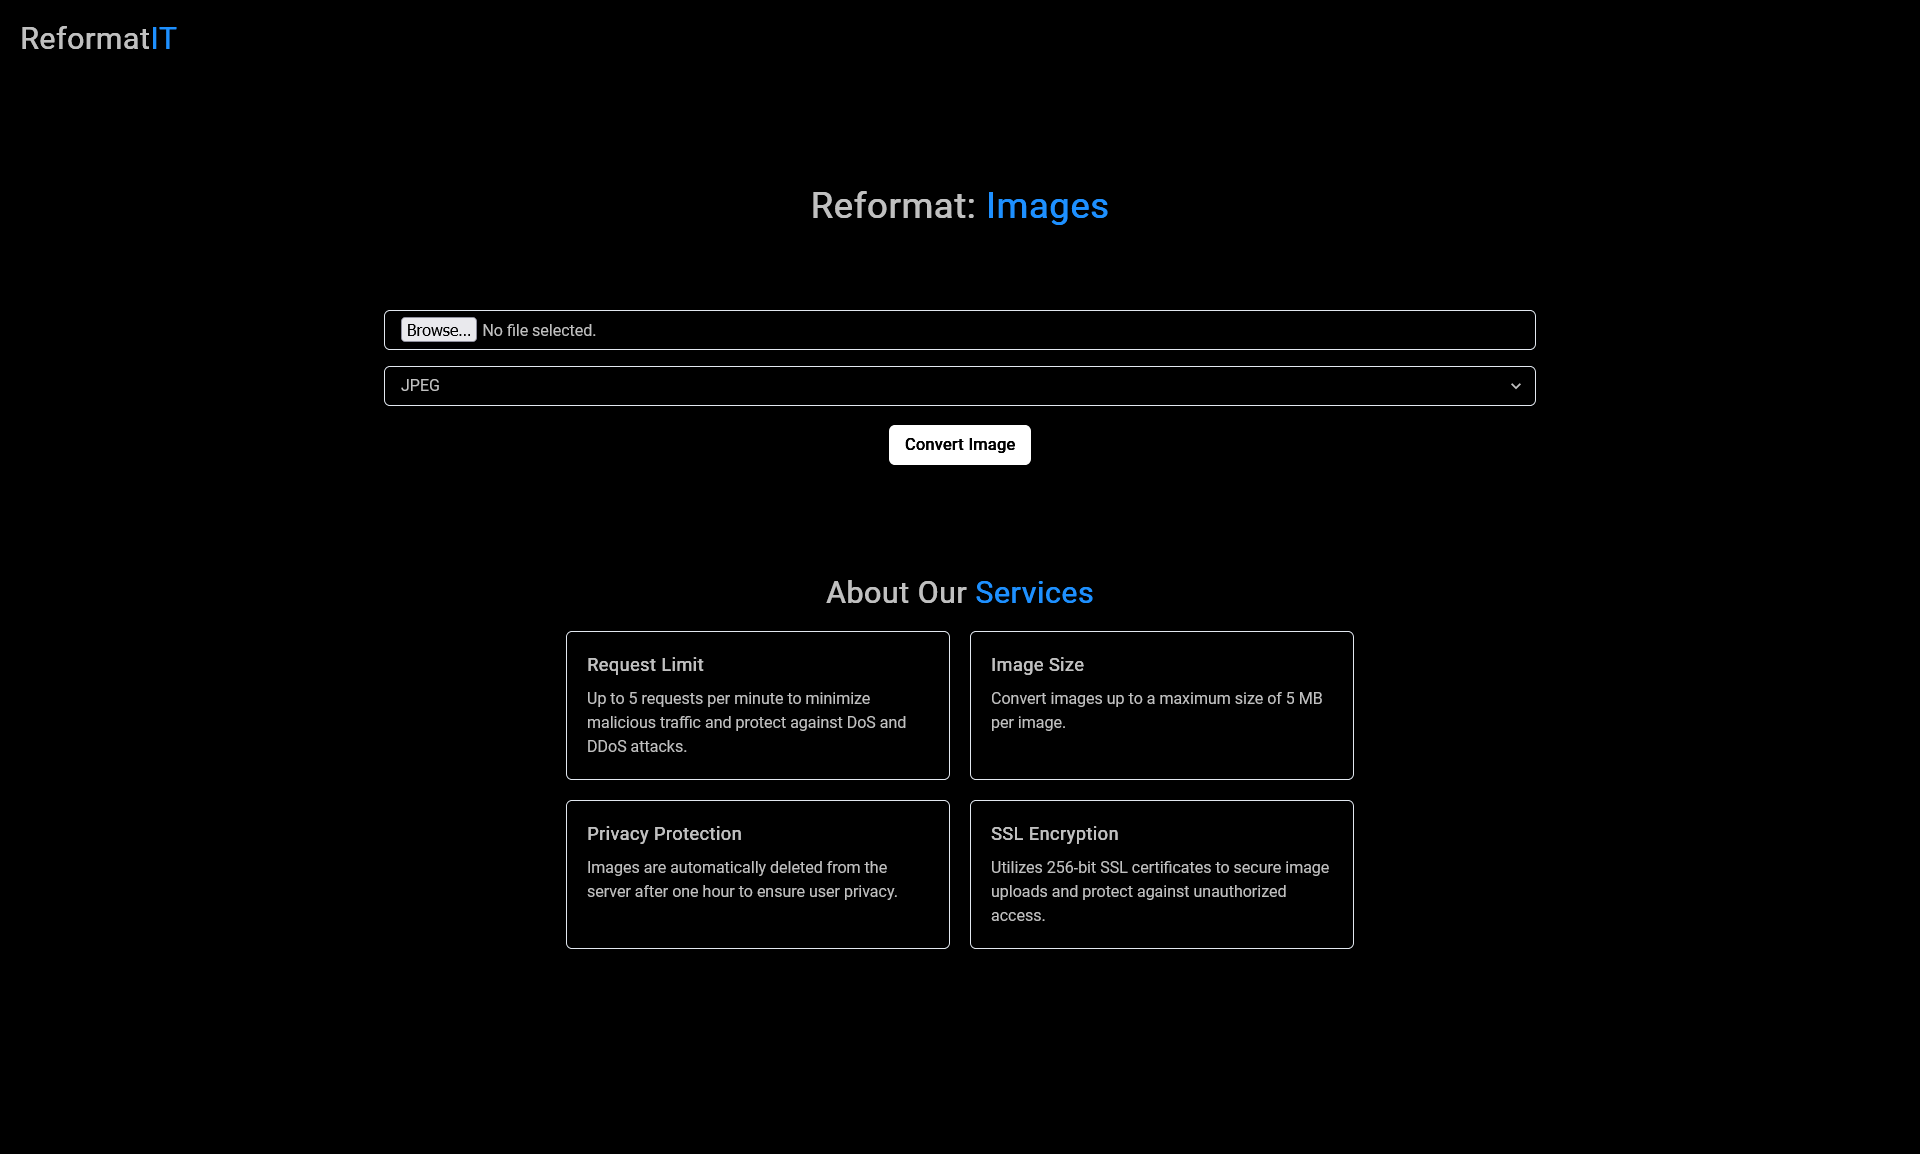 ReformatIT
Reformat: Images
Browse... No file selected.
JPEG
Convert Image
About Our Services
Request Limit
Up to 5 requests per minute to minimize
malicious traffic and protect against DoS and
DDoS attacks.
Image Size
Convert images up to a maximum size of 5 MB
per image.
Privacy Protection
Images are automatically deleted from the
server after one hour to ensure user privacy.
SSL Encryption
Utilizes 256-bit SSL certificates to secure image
uploads and protect against unauthorized
access.